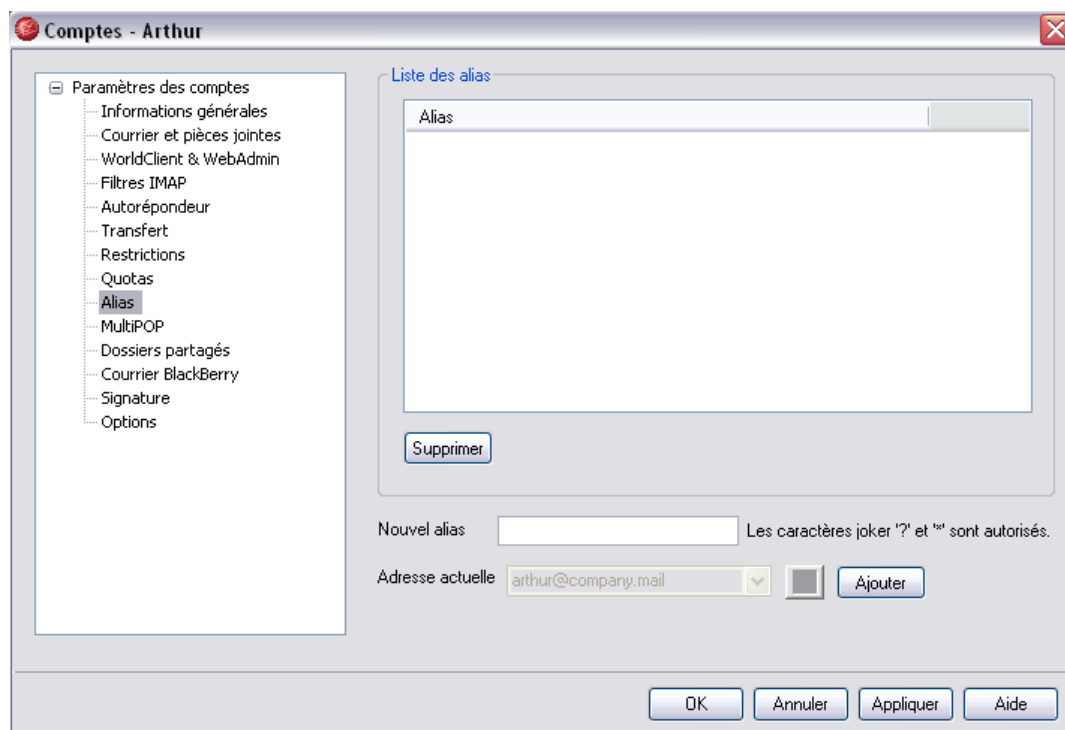 Comptes - Arthur
Paramètres des comptes
Informations générales
Courrier et pièces jointes
WorldClient & WebAdmin
Filtres IMAP
Autorépondeur
Transfert
Restrictions
Quotas
Alias
MultiPOP
Dossiers partagés
Courrier BlackBerry
Signature
Options
Liste des alias
Alias
Supprimer
Nouvel alias
Les caractères joker '?' et '*' sont autorisés.
Adresse actuelle
arthur@company.mail
Ajouter
OK
Annuler
Appliquer
Aide